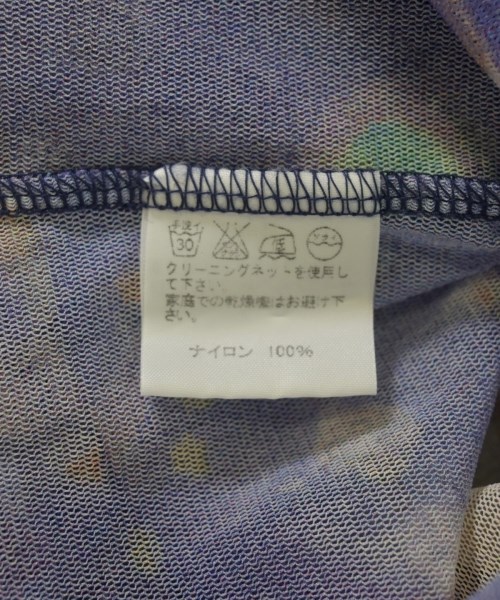 手洗イ
30
低
クリーニングネットを使用し
て下さい。
家庭での乾燥機はお避け下
さい。
ナイロン 100%